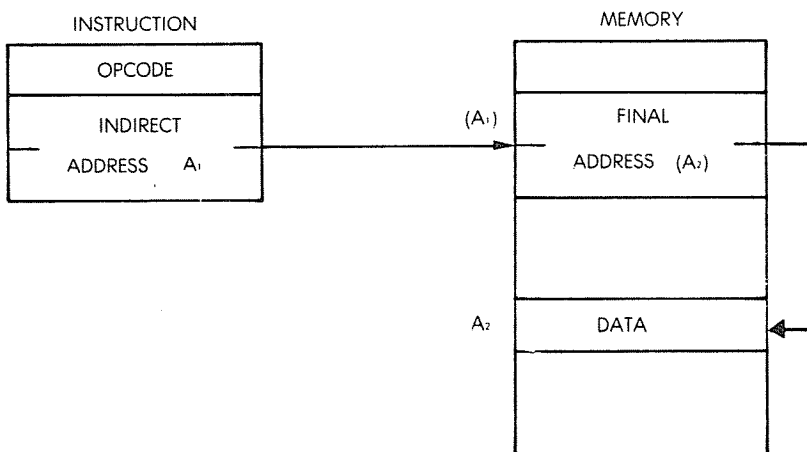 INSTRUCTION
OPCODE
INDIRECT
ADDRESS A₁
MEMORY
(A₁)
FINAL
ADDRESS (A₂)
A₂
DATA